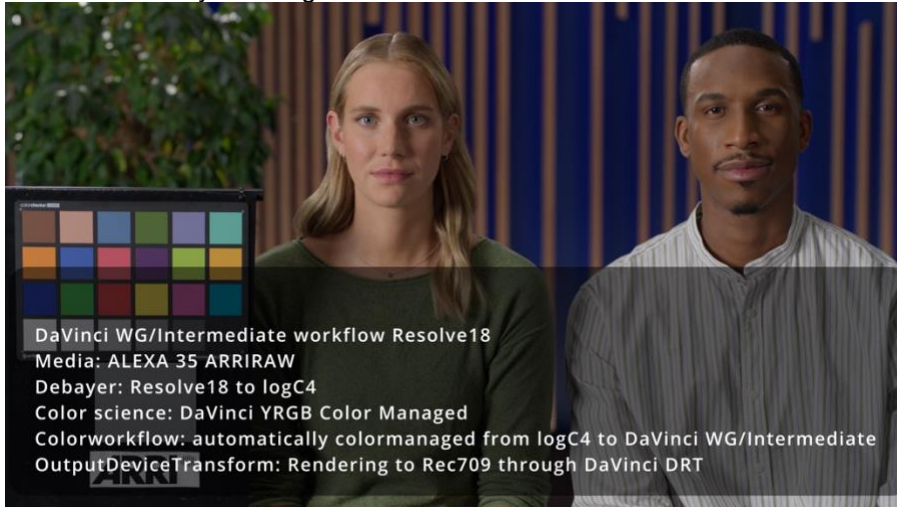 DaVinci WG/Intermediate workflow Resolve18
Media: ALEXA 35 ARRIRAW
Debayer: Resolve18 to logC4
Color science: DaVinci YRGB Color Managed
Colorworkflow: automatically colormanaged from logC4 to DaVinci WG/Intermediate
OutputDeviceTransform: Rendering to Rec709 through DaVinci DRT
ARRI